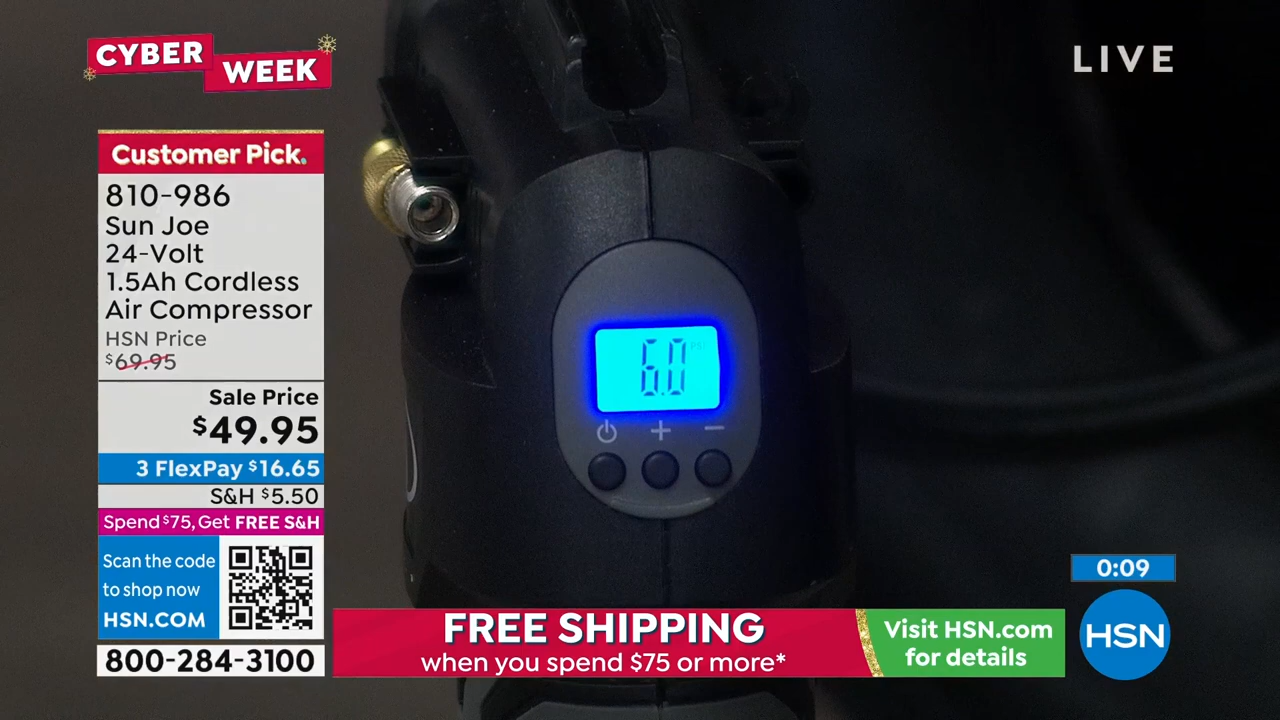 CYBER
WEEK
LIVE
Customer Pick.
810-986
Sun Joe
24-Volt
1.5Ah Cordless
Air Compressor
HSN Price
$69.95
Sale Price
$49.95
3 FlexPay $16.65
S&H $5.50
Spend $75, Get FREE S&H
Scan the code
to shop now
HSN.COM
800-284-3100
6.0 PSI
+ −
FREE SHIPPING
when you spend $75 or more*
Visit HSN.com
for details
0:09
HSN